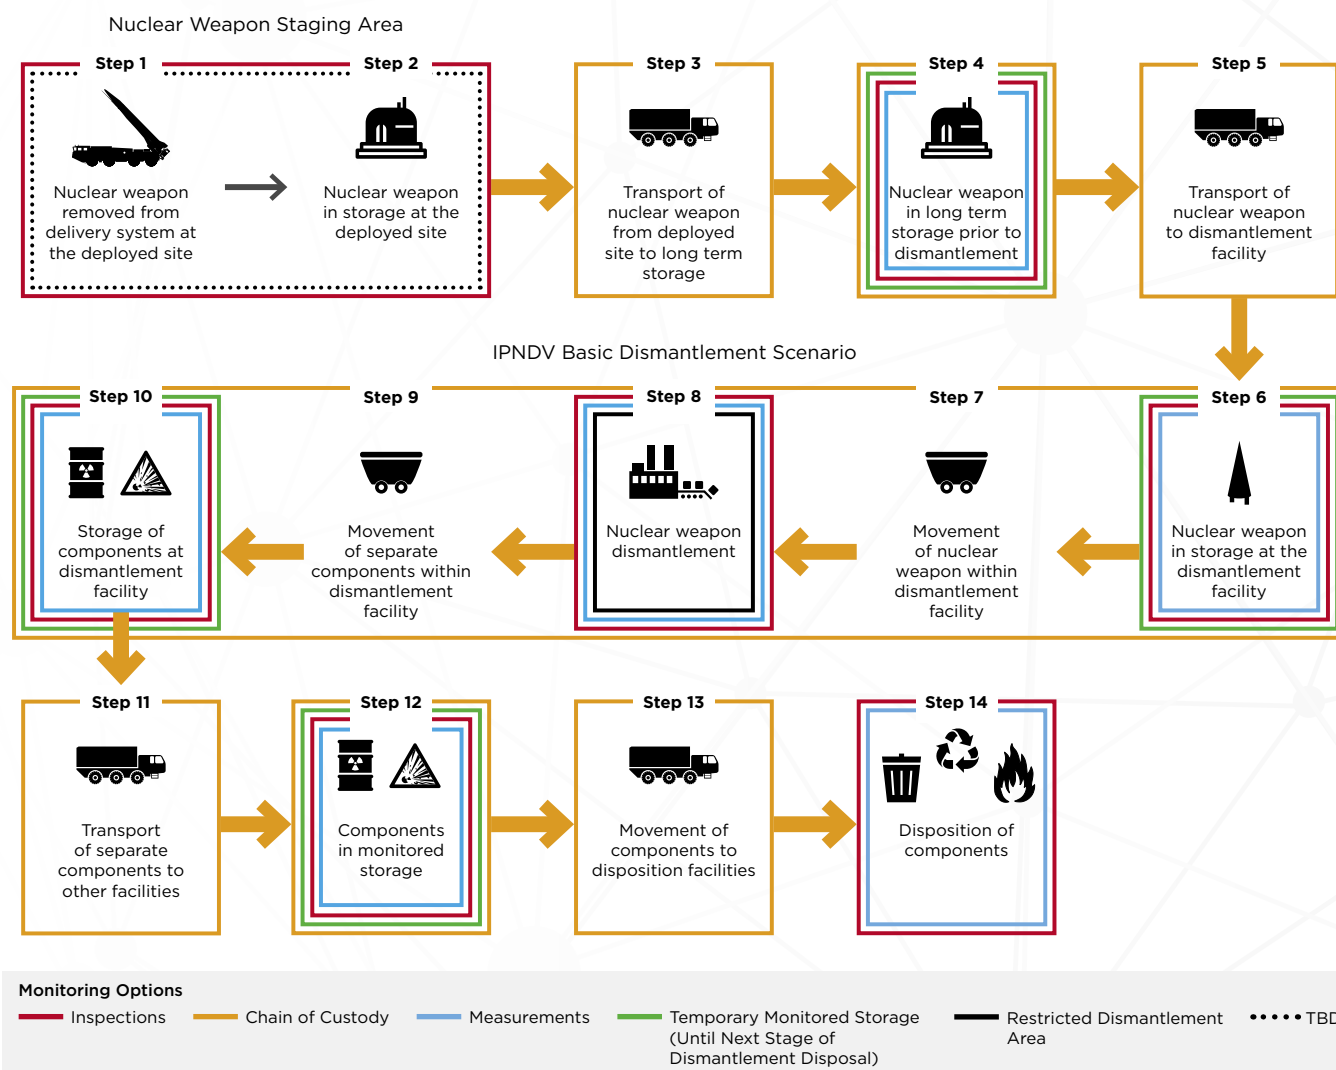 Nuclear Weapon Staging Area
Step 1
Nuclear weapon
removed from
delivery system at
the deployed site
Step 2
Nuclear weapon
in storage at the
deployed site
Step 3
Transport of
nuclear weapon
from deployed
site to long term
storage
Step 4
Nuclear weapon
in long term
storage prior to
dismantlement
Step 5
Transport of
nuclear weapon
to dismantlement
facility
IPNDV Basic Dismantlement Scenario
Step 10
Storage of
components at
dismantlement
facility
Step 9
Movement
of separate
components within
dismantlement
facility
Step 8
Nuclear weapon
dismantlement
Step 7
Movement
of nuclear
weapon within
dismantlement
facility
Step 6
Nuclear weapon
in storage at the
dismantlement
facility
Step 11
Transport
of separate
components to
other facilities
Step 12
Components
in monitored
storage
Step 13
Movement of
components to
disposition facilities
Step 14
Disposition of
components
Monitoring Options
Inspections
Chain of Custody
Measurements
Temporary Monitored Storage
(Until Next Stage of
Dismantlement Disposal)
Restricted Dismantlement
Area
TBD